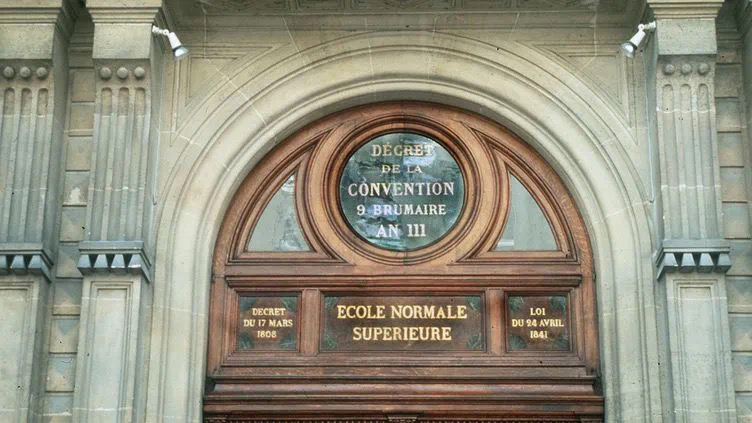 DÉCRET
DE LA
CONVENTION
9 BRUMAIRE
AN III
DECRET
DU 17 MARS
1808
ECOLE NORMALE
SUPERIEURE
LOI
DU 24 AVRIL
1841